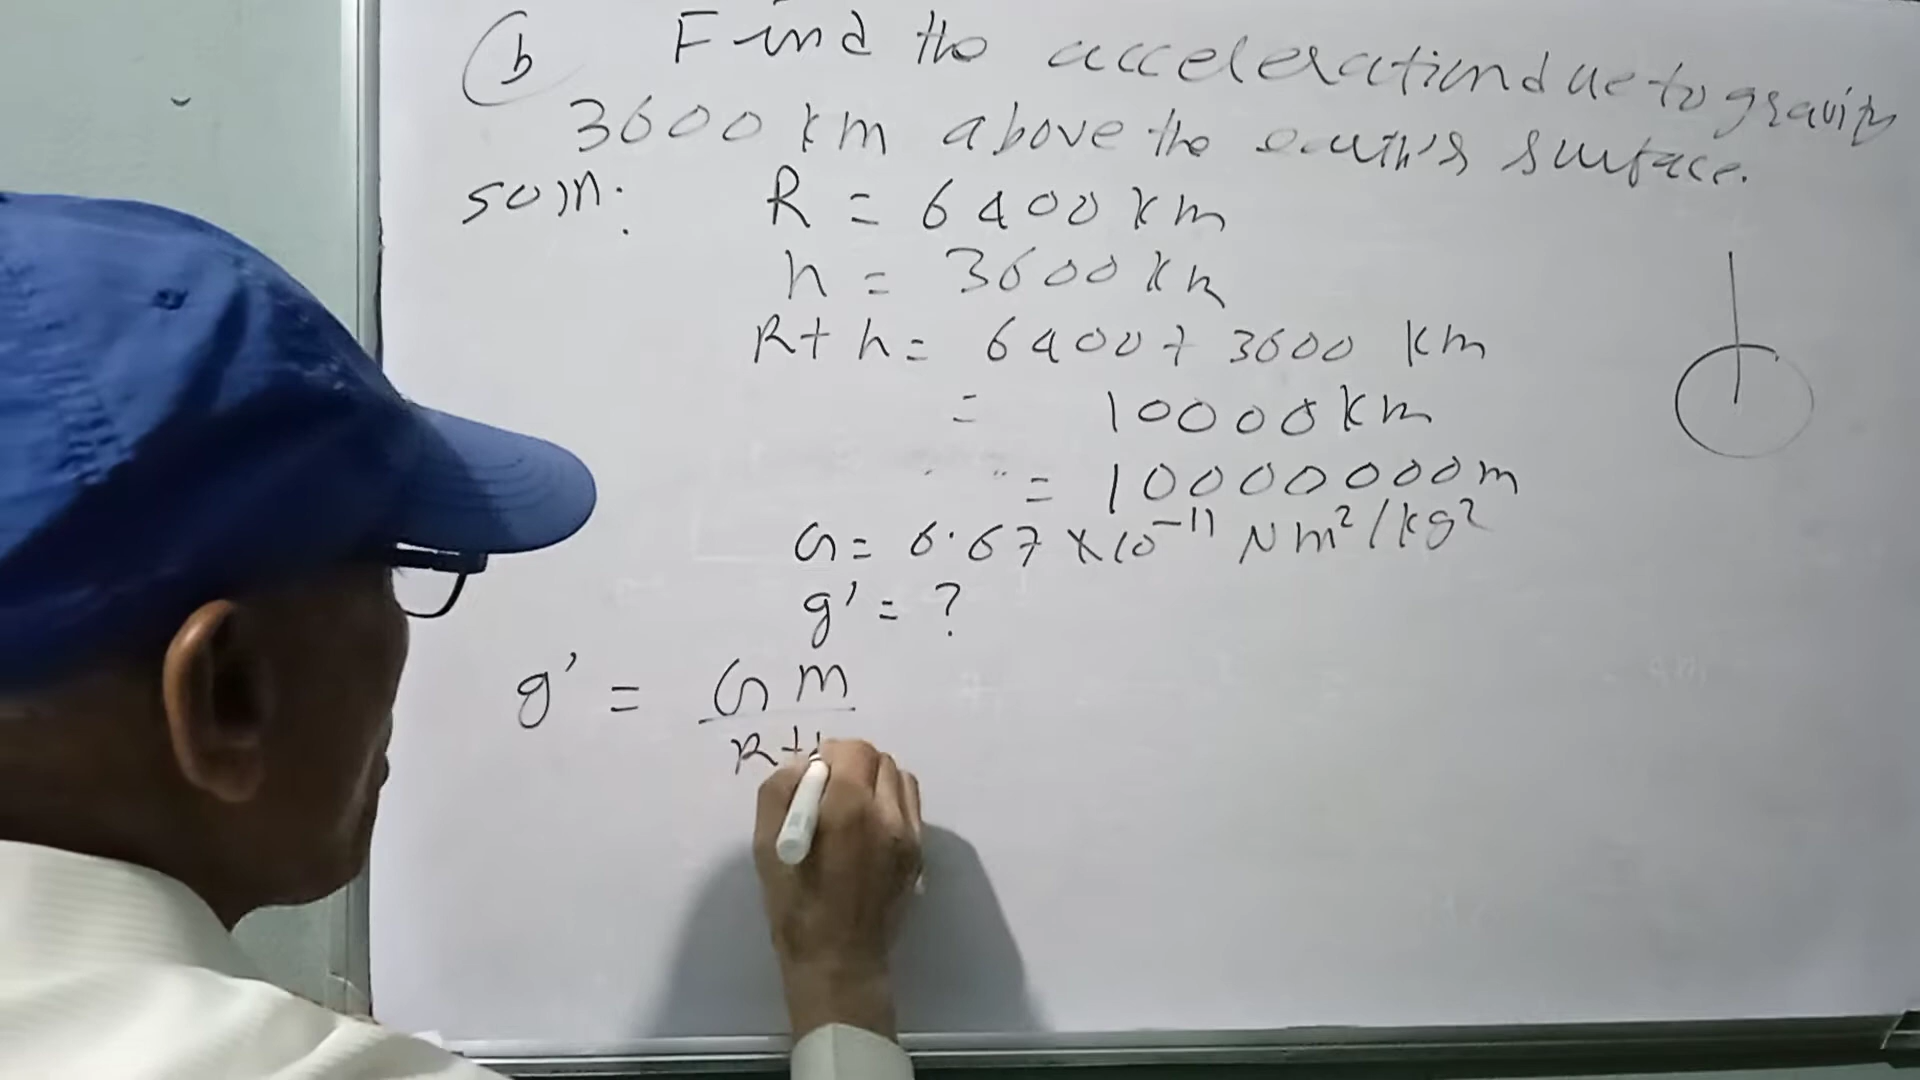 b Find the acceleration due to gravity
3600 km above the earth's surface.
soln: R = 6400 km
h = 3600 km
R + h = 6400 + 3600 km
= 10000 km
= 10000000 m
G = 6.67 × 10⁻¹¹ Nm²/kg²
g' = ?
g' = Gm
R+h